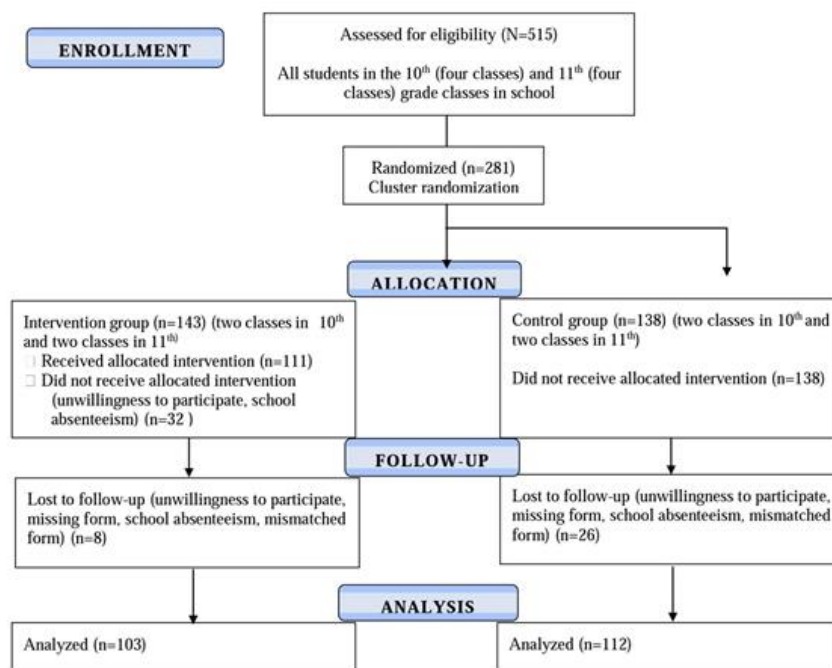 ENROLLMENT
Assessed for eligibility (N=515)
All students in the 10th (four classes) and 11th (four
classes) grade classes in school
Randomized (n=281)
Cluster randomization
ALLOCATION
Intervention group (n=143) (two classes in 10th
and two classes in 11th)
Received allocated intervention (n=111)
Did not receive allocated intervention
(unwillingness to participate, school
absenteeism) (n=32 )
Control group (n=138) (two classes in 10th and
two classes in 11th)
Did not receive allocated intervention (n=138)
FOLLOW-UP
Lost to follow-up (unwillingness to participate,
missing form, school absenteeism, mismatched
form) (n=8)
Lost to follow-up (unwillingness to participate,
missing form, school absenteeism, mismatched
form) (n=26)
ANALYSIS
Analyzed (n=103)
Analyzed (n=112)